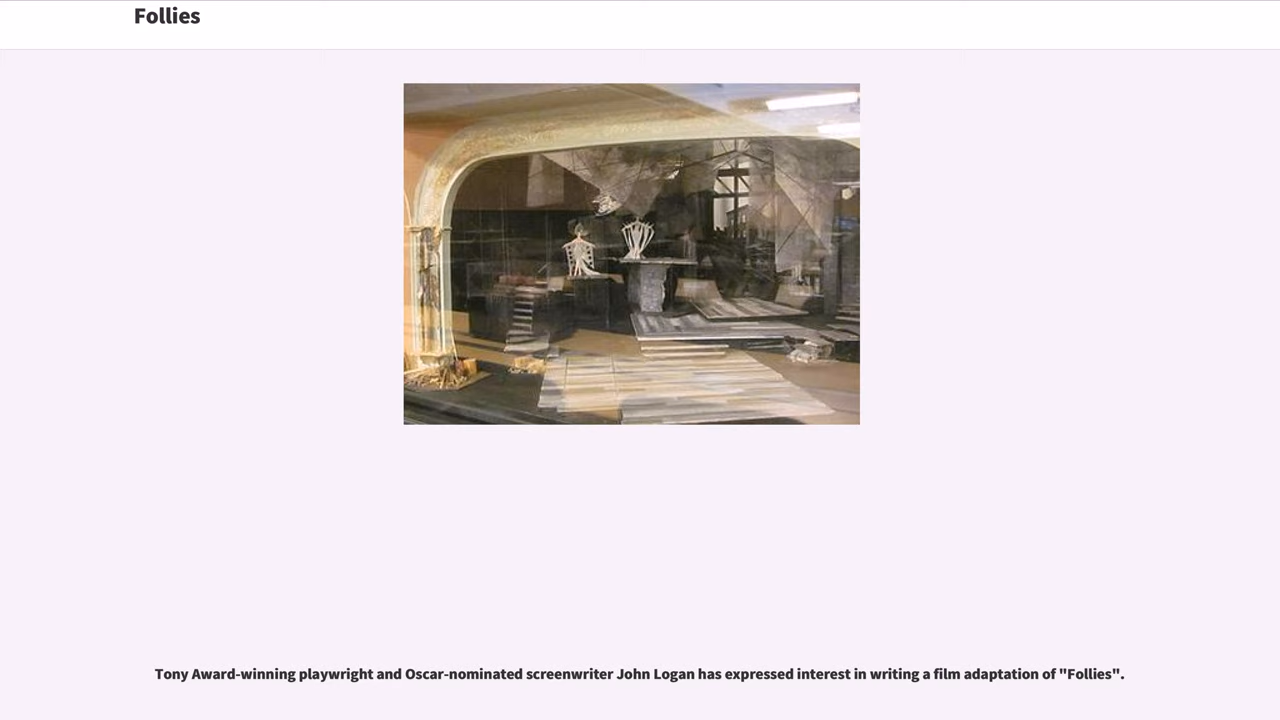 Follies
Tony Award-winning playwright and Oscar-nominated screenwriter John Logan has expressed interest in writing a film adaptation of "Follies".